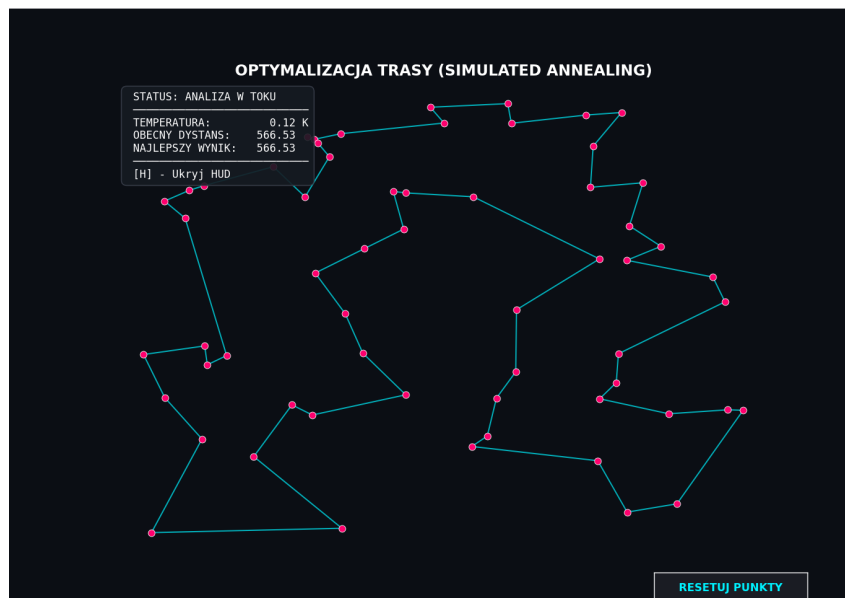 OPTYMALIZACJA TRASY (SIMULATED ANNEALING)
STATUS: ANALIZA W TOKU
TEMPERATURA: 0.12 K
OBECNY DYSTANS: 566.53
NAJLEPSZY WYNIK: 566.53
[H] - Ukryj HUD
RESETUJ PUNKTY